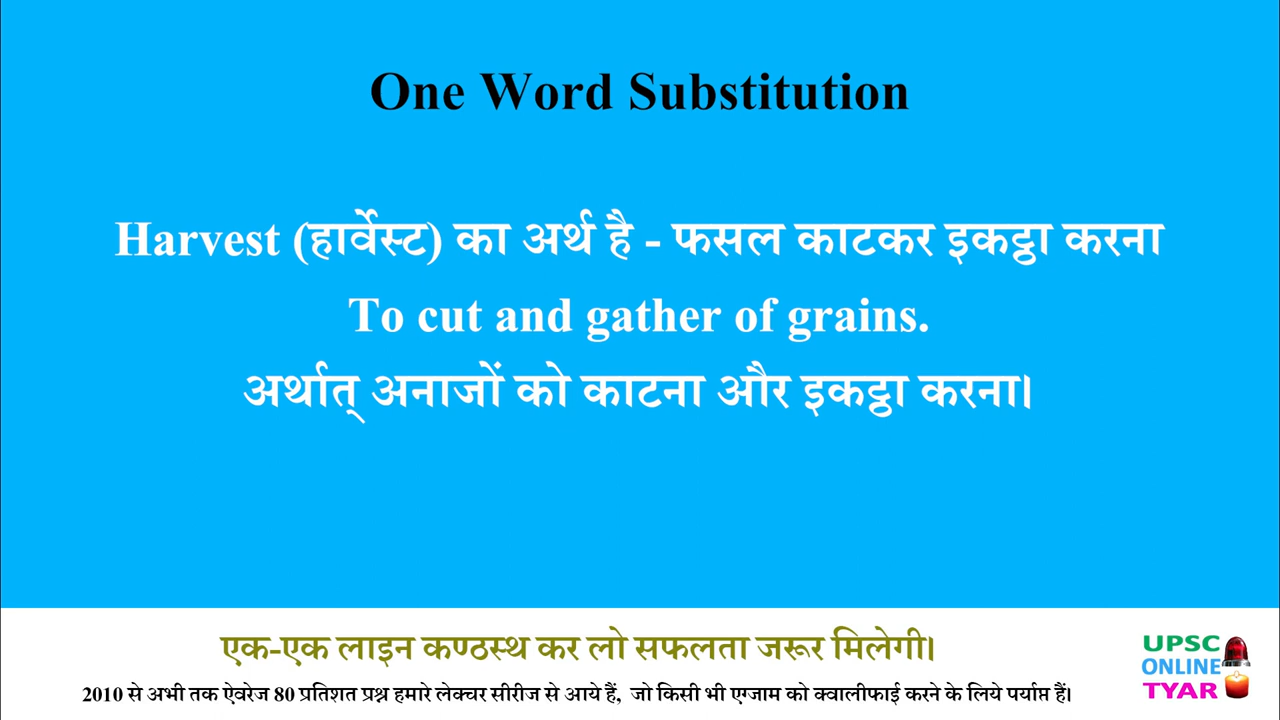 One Word Substitution
Harvest (हार्वेस्ट) का अर्थ है - फसल काटकर इकट्ठा करना
To cut and gather of grains.
अर्थात् अनाजों को काटना और इकट्ठा करना।
एक-एक लाइन कण्ठस्थ कर लो सफलता जरूर मिलेगी।
2010 से अभी तक ऐवरेज 80 प्रतिशत प्रश्न हमारे लेक्चर सीरीज से आये हैं, जो किसी भी एग्जाम को क्वालीफाई करने के लिये पर्याप्त हैं।
UPSC
ONLINE
TYAR